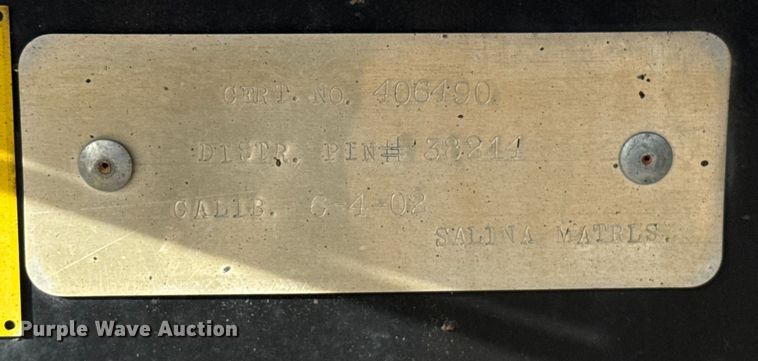 CERT. NO. 406490.
DISTR. PIN# 38211
CALIB. 6-4-02
SALINA MATRLS.
Purple Wave Auction